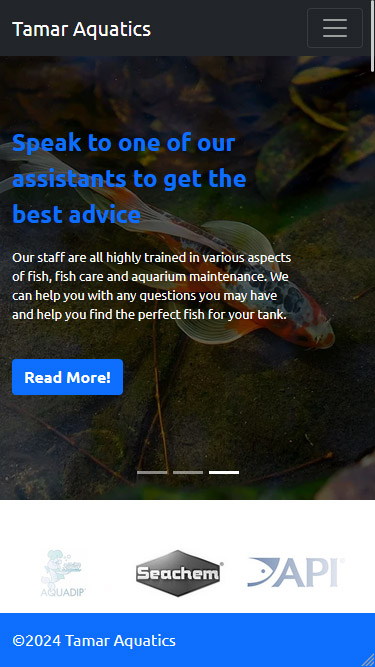 Tamar Aquatics
Speak to one of our
assistants to get the
best advice
Our staff are all highly trained in various aspects
of fish, fish care and aquarium maintenance. We
can help you with any questions you may have
and help you find the perfect fish for your tank.
Read More!
AQUADIP
Seachem
API
©2024 Tamar Aquatics